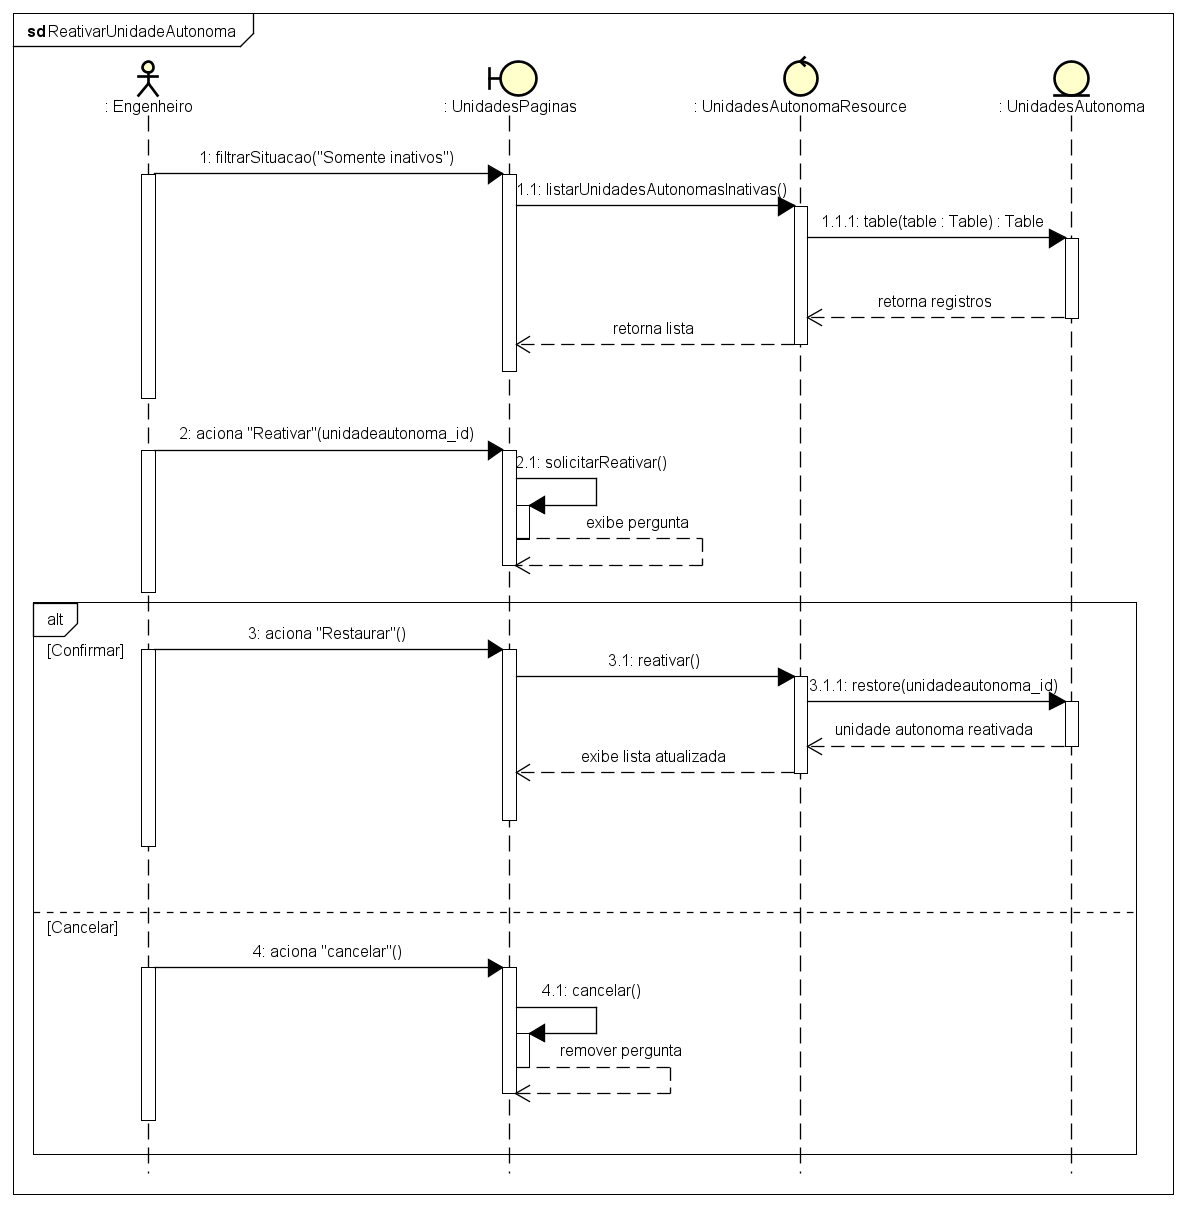 sd ReativarUnidadeAutonoma
: Engenheiro
: UnidadesPaginas
: UnidadesAutonomaResource
: UnidadesAutonoma
1: filtrarSituacao("Somente inativos")
1.1: listarUnidadesAutonomasInativas()
1.1.1: table(table : Table) : Table
retorna registros
retorna lista
2: aciona "Reativar"(unidadeautonoma_id)
2.1: solicitarReativar()
exibe pergunta
alt
[Confirmar]
3: aciona "Restaurar"()
3.1: reativar()
3.1.1: restore(unidadeautonoma_id)
unidade autonoma reativada
exibe lista atualizada
[Cancelar]
4: aciona "cancelar"()
4.1: cancelar()
remover pergunta